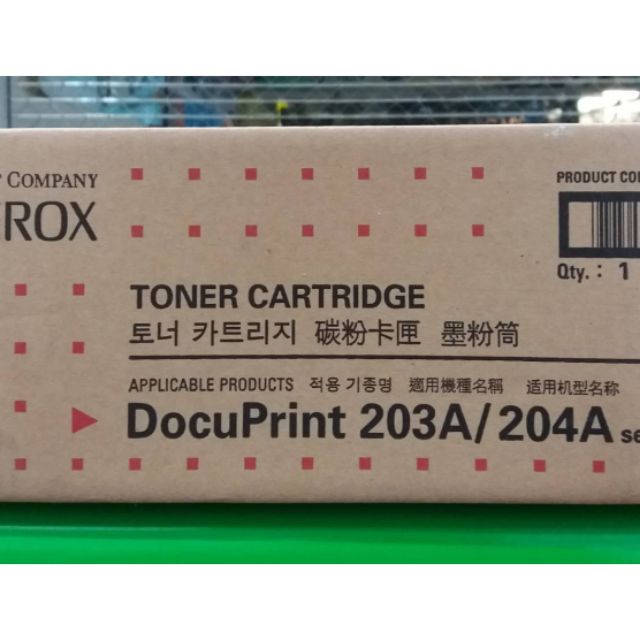 COMPANY
ROX
PRODUCT
Qty.: 1
TONER CARTRIDGE
토너 카트리지 碳粉卡匣 墨粉筒
APPLICABLE PRODUCTS 적용 기종명 適用機種名稱 适用机型名称
DocuPrint 203A/204A